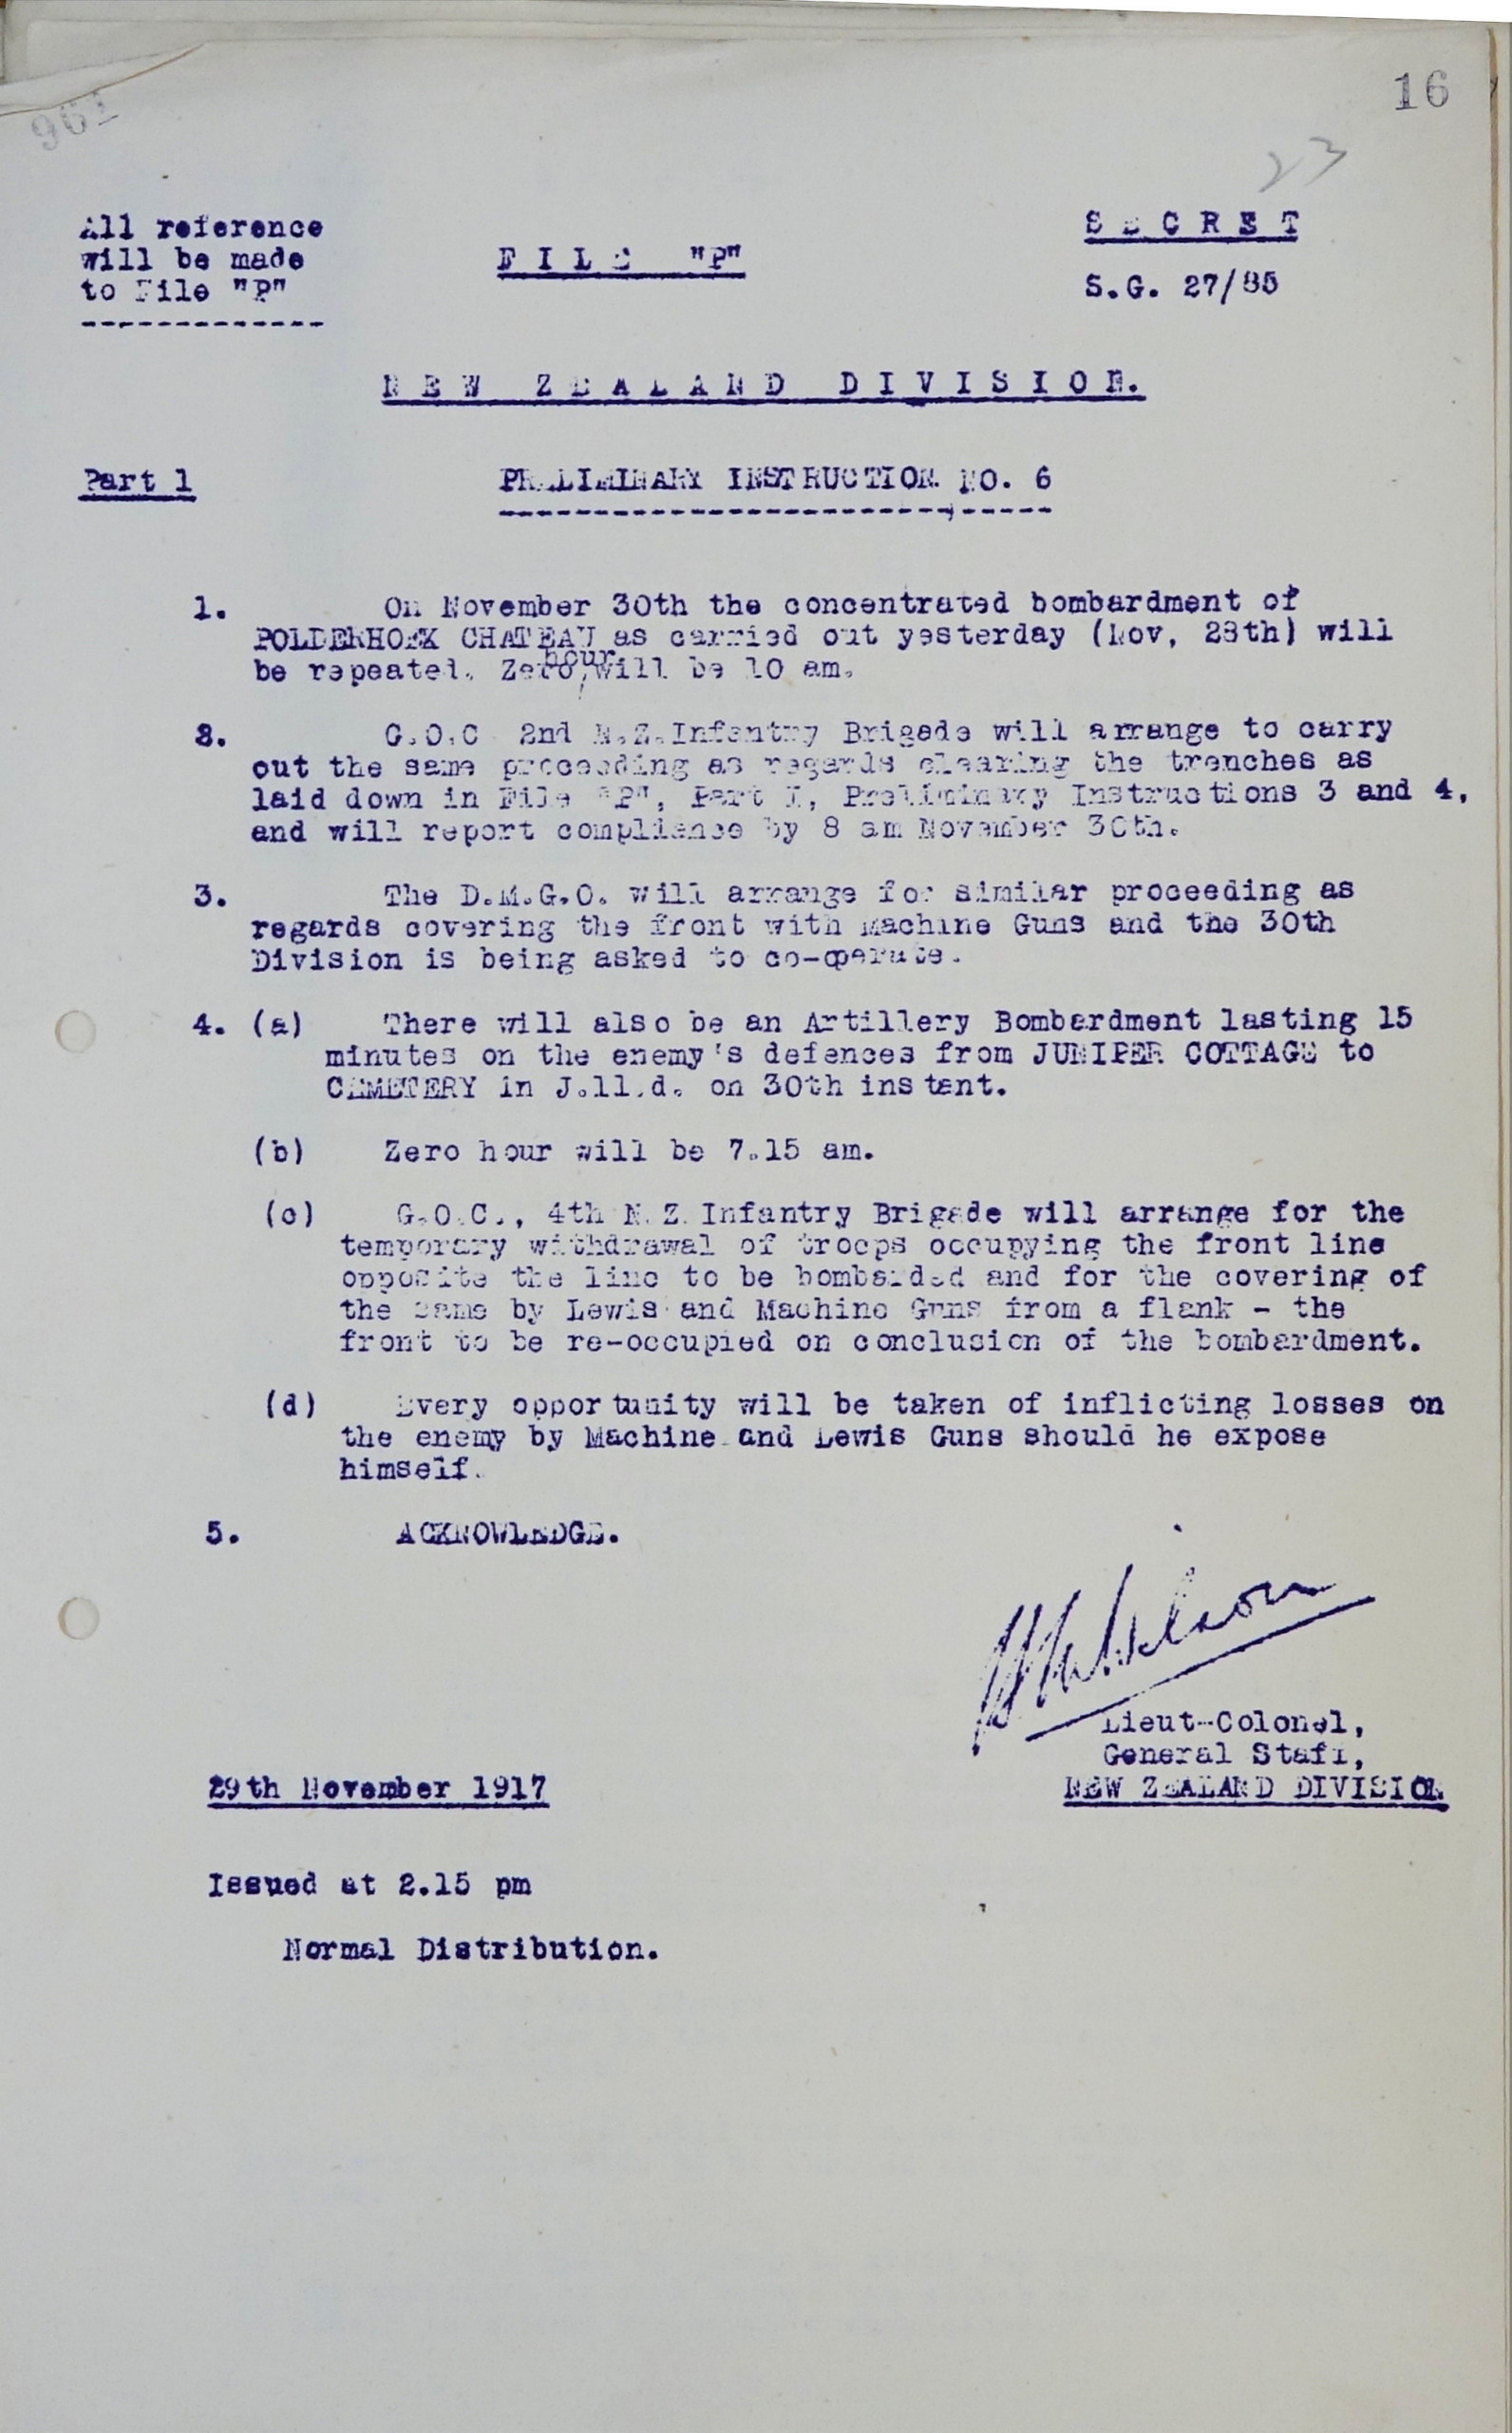 16
961
23
All reference
will be made
to File "P"
-------------
FILE "P"
SECRET
S.G. 27/85
NEW ZEALAND DIVISION.
Part 1
PRELIMINARY INSTRUCTION NO. 6
1. On November 30th the concentrated bombardment of
POLDERHOEK CHATEAU as carried out yesterday (Nov, 28th) will
be repeated. Zero hour will be 10 am.
2. G.O.C 2nd N.Z.Infantry Brigade will arrange to carry
out the same proceeding as regards clearing the trenches as
laid down in File "P", Part I, Preliminary Instructions 3 and 4,
and will report compliance by 8 am November 30th.
3. The D.M.G.O. will arrange for similar proceeding as
regards covering the front with Machine Guns and the 30th
Division is being asked to co-operate.
4. (a) There will also be an Artillery Bombardment lasting 15
minutes on the enemy's defences from JUNIPER COTTAGE to
CEMETERY in J.11.d. on 30th instant.
(b) Zero hour will be 7.15 am.
(c) G.O.C., 4th N.Z. Infantry Brigade will arrange for the
temporary withdrawal of troops occupying the front line
opposite the line to be bombarded and for the covering of
the same by Lewis and Machine Guns from a flank - the
front to be re-occupied on conclusion of the bombardment.
(d) Every opportunity will be taken of inflicting losses on
the enemy by Machine and Lewis Guns should he expose
himself.
5. ACKNOWLEDGE.
Lieut-Colonel,
General Staff,
NEW ZEALAND DIVISION
29th November 1917
Issued at 2.15 pm
Normal Distribution.